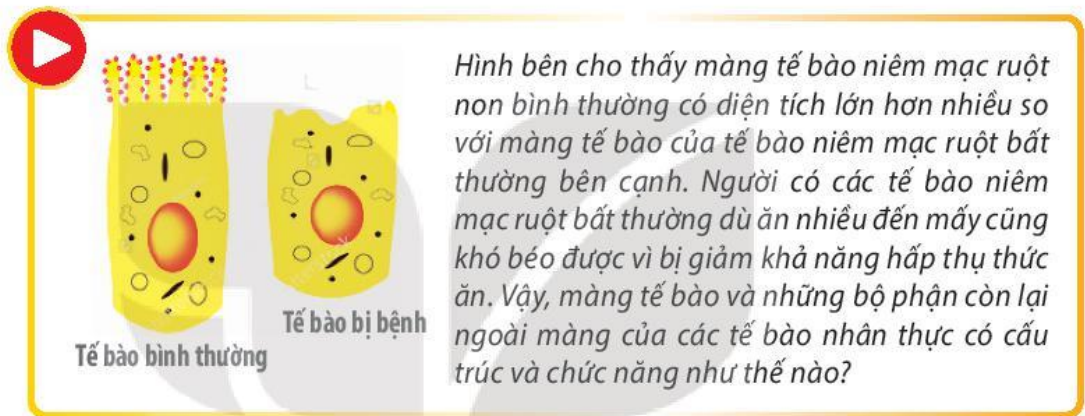 Hình bên cho thấy màng tế bào niêm mạc ruột
non bình thường có diện tích lớn hơn nhiều so
với màng tế bào của tế bào niêm mạc ruột bất
thường bên cạnh. Người có các tế bào niêm
mạc ruột bất thường dù ăn nhiều đến mấy cũng
khó béo được vì bị giảm khả năng hấp thụ thức
ăn. Vậy, màng tế bào và những bộ phận còn lại
ngoài màng của các tế bào nhân thực có cấu
trúc và chức năng như thế nào?
Tế bào bị bệnh
Tế bào bình thường